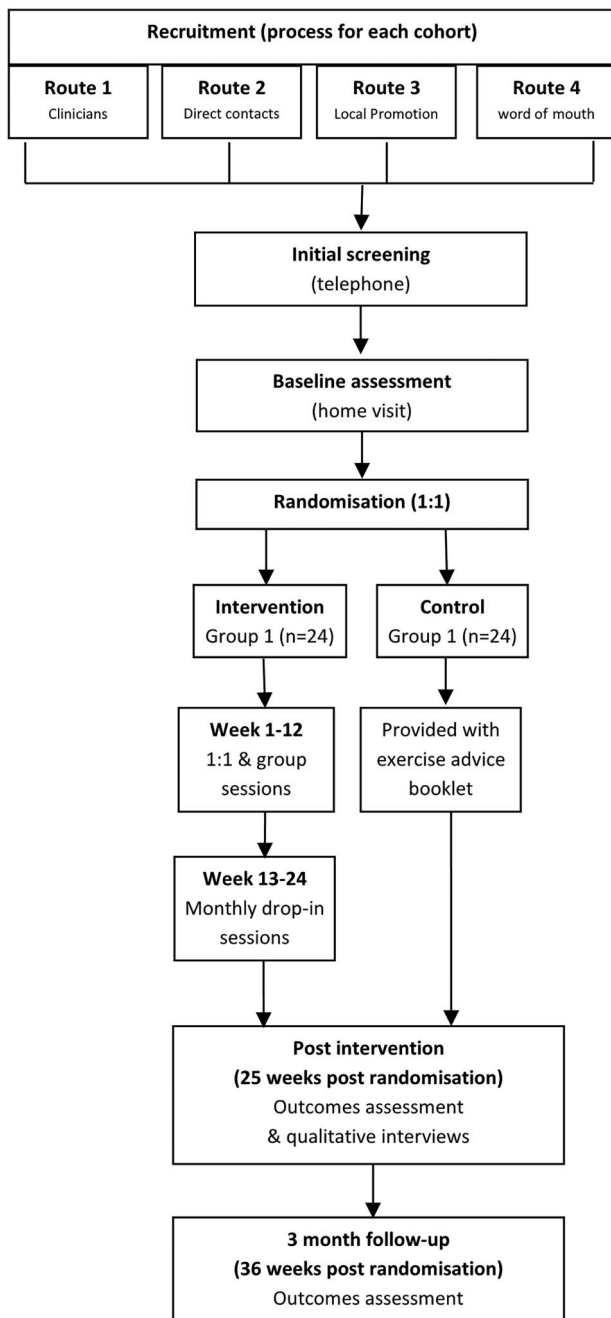 Recruitment (process for each cohort)
Route 1
Clinicians
Route 2
Direct contacts
Route 3
Local Promotion
Route 4
word of mouth
Initial screening
(telephone)
Baseline assessment
(home visit)
Randomisation (1:1)
Intervention
Group 1 (n=24)
Control
Group 1 (n=24)
Week 1-12
1:1 & group
sessions
Provided with
exercise advice
booklet
Week 13-24
Monthly drop-in
sessions
Post intervention
(25 weeks post randomisation)
Outcomes assessment
& qualitative interviews
3 month follow-up
(36 weeks post randomisation)
Outcomes assessment